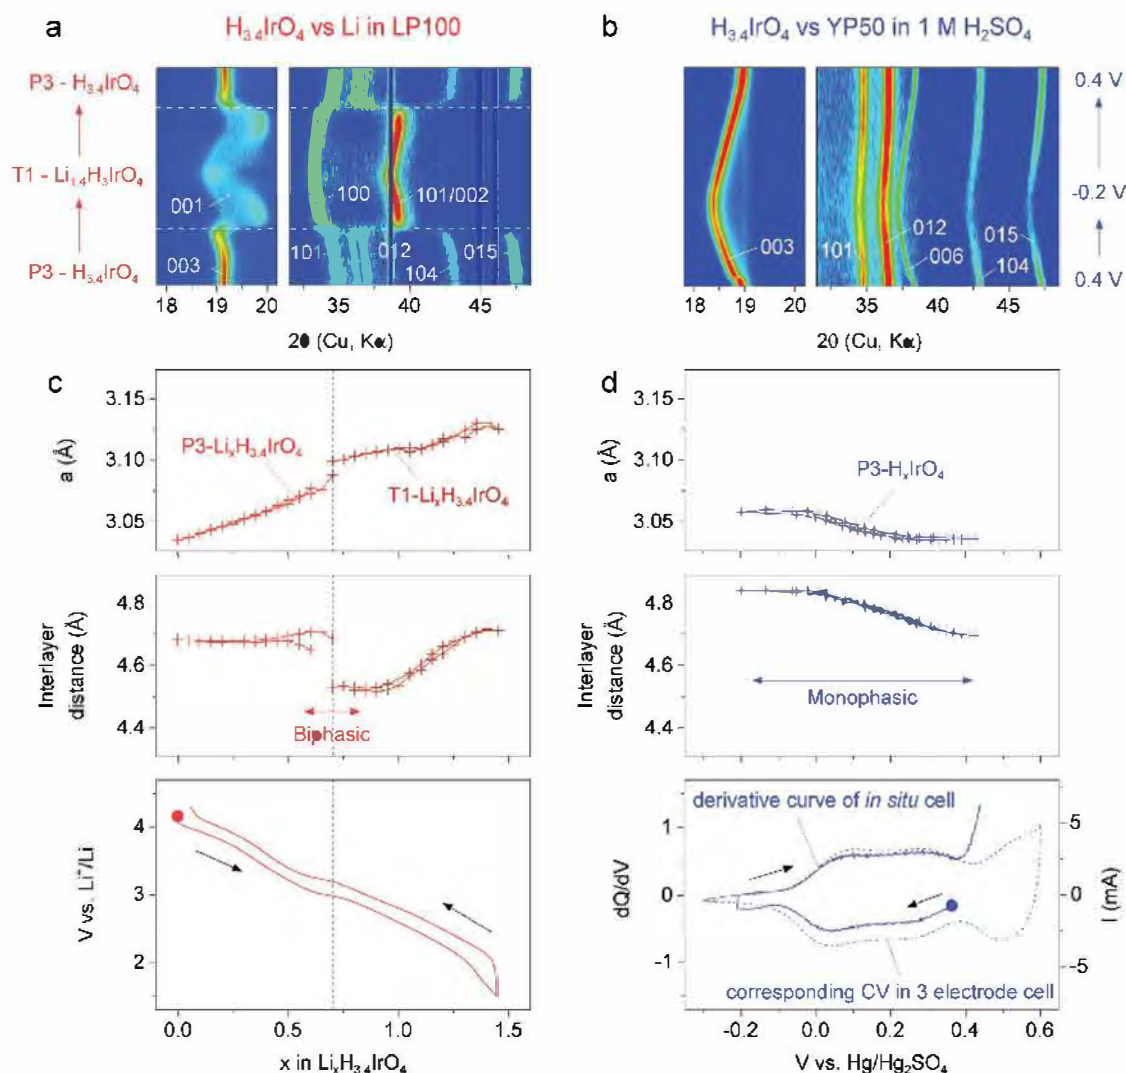 a
H₃.₄IrO₄ vs Li in LP100
b
H₃.₄IrO₄ vs YP50 in 1 M H₂SO₄
P3 - H₃.₄IrO₄
T1 - Li₁.₄H₃IrO₄
P3 - H₃.₄IrO₄
001
003
100
101/002
101
012
104
015
18 19 20 35 40 45
2θ (Cu, Kα)
003
101
012
006
015
104
0.4 V
-0.2 V
0.4 V
18 19 20 35 40 45
2θ (Cu, Kα)
c
3.15
3.10
3.05
a (Å)
P3-LiₓH₃.₄IrO₄
T1-LiₓH₃.₄IrO₄
d
3.15
3.10
3.05
a (Å)
P3-HₓIrO₄
4.8
4.6
4.4
Interlayer
distance (Å)
Biphasic
4.8
4.6
4.4
Interlayer
distance (Å)
Monophasic
4
3
2
V vs. Li⁺/Li
0.0 0.5 1.0 1.5
x in LiₓH₃.₄IrO₄
derivative curve of in situ cell
1
0
-1
dQ/dV
5
0
-5
I (mA)
corresponding CV in 3 electrode cell
-0.2 0.0 0.2 0.4 0.6
V vs. Hg/Hg₂SO₄